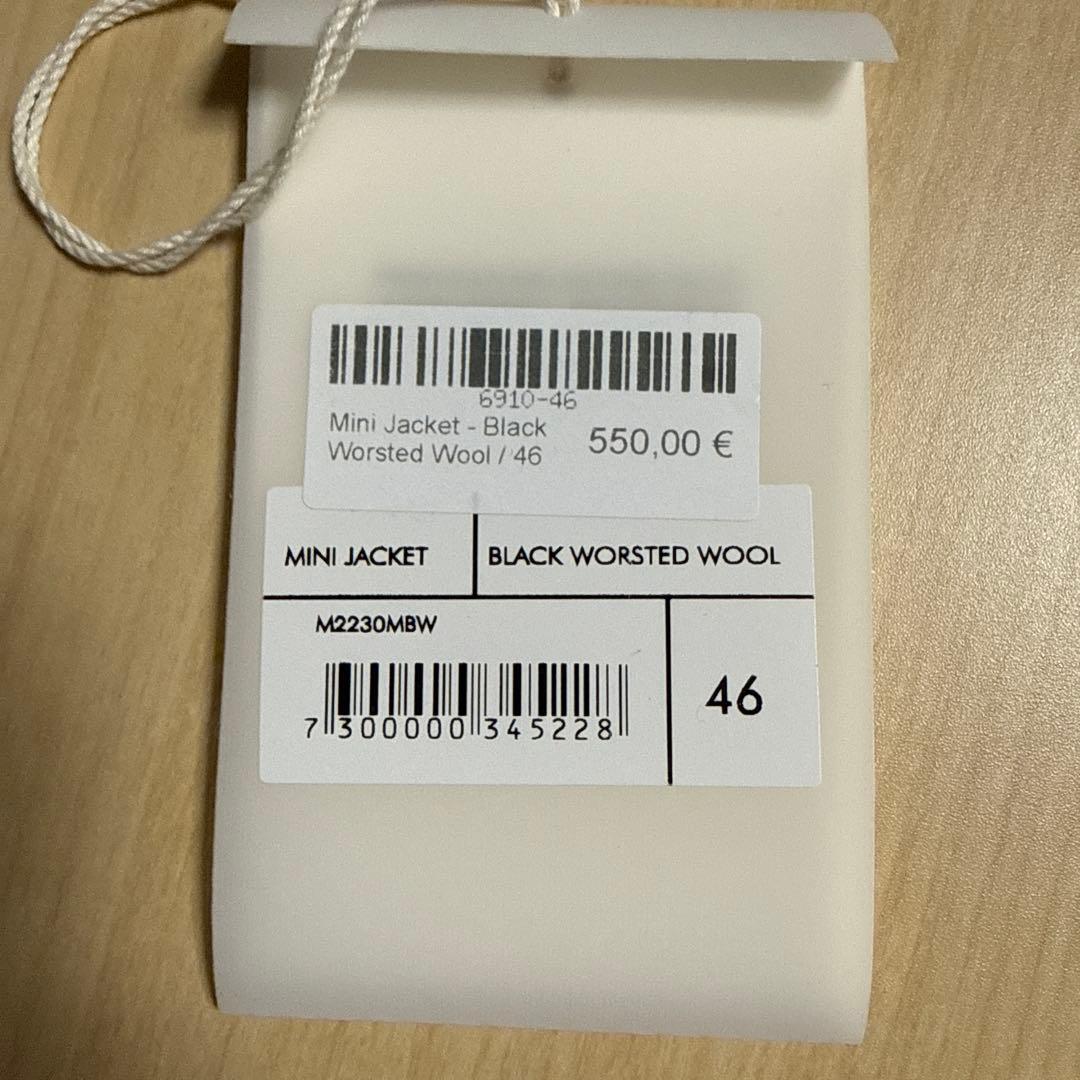 6910-46
Mini Jacket - Black
Worsted Wool / 46
550,00 €
MINI JACKET
BLACK WORSTED WOOL
M2230MBW
7 300000 345228
46